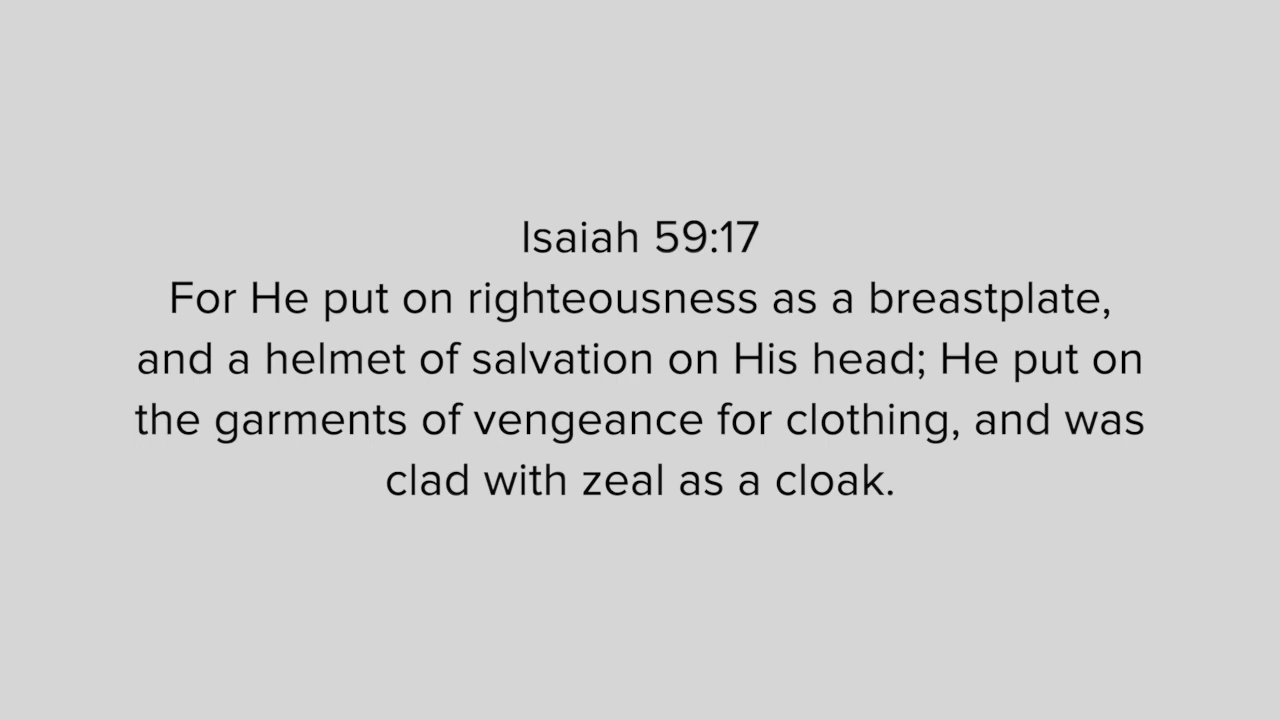 Isaiah 59:17
For He put on righteousness as a breastplate,
and a helmet of salvation on His head; He put on
the garments of vengeance for clothing, and was
clad with zeal as a cloak.